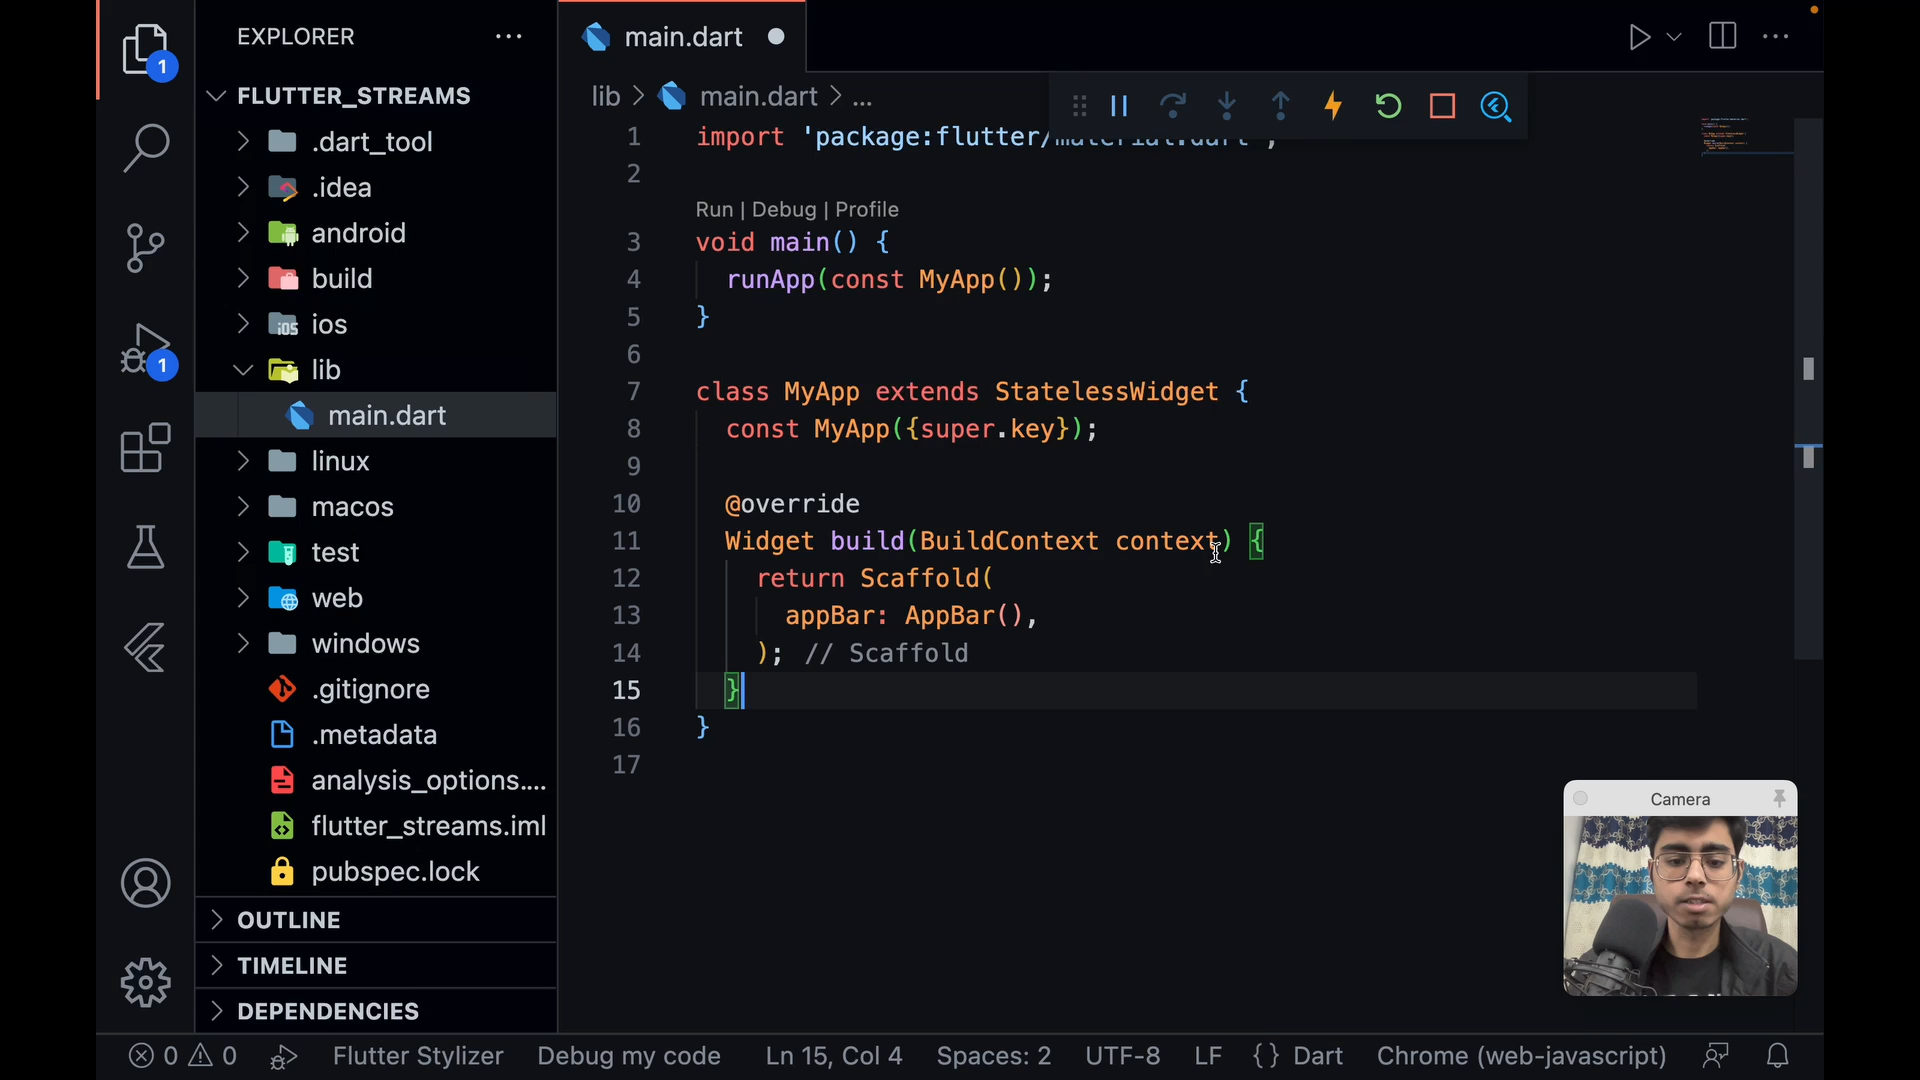 EXPLORER
FLUTTER_STREAMS
.dart_tool
.idea
android
build
ios
lib
main.dart
linux
macos
test
web
windows
.gitignore
.metadata
analysis_options....
flutter_streams.iml
pubspec.lock
OUTLINE
TIMELINE
DEPENDENCIES
1
1
main.dart
lib > main.dart > ...
1 import 'package:flutter/material.dart';
2
Run | Debug | Profile
3 void main() {
4 runApp(const MyApp());
5 }
6
7 class MyApp extends StatelessWidget {
8 const MyApp({super.key});
9
10 @override
11 Widget build(BuildContext context) {
12 return Scaffold(
13 appBar: AppBar(),
14 ); // Scaffold
15 }
16 }
17
Camera
0 0 Flutter Stylizer Debug my code Ln 15, Col 4 Spaces: 2 UTF-8 LF {} Dart Chrome (web-javascript)